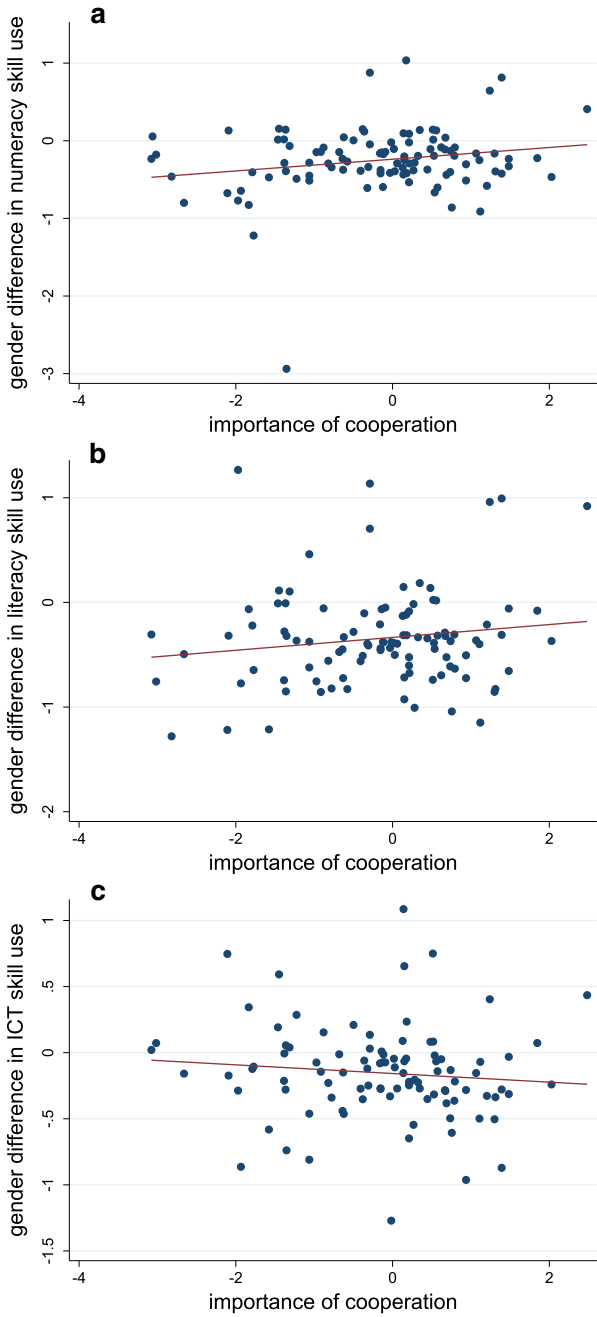 a
gender difference in numeracy skill use
1
0
-1
-2
-3
-4 -2 0 2
importance of cooperation
b
gender difference in literacy skill use
1
0
-1
-2
-4 -2 0 2
importance of cooperation
c
gender difference in ICT skill use
1
.5
0
-.5
-1
-1.5
-4 -2 0 2
importance of cooperation